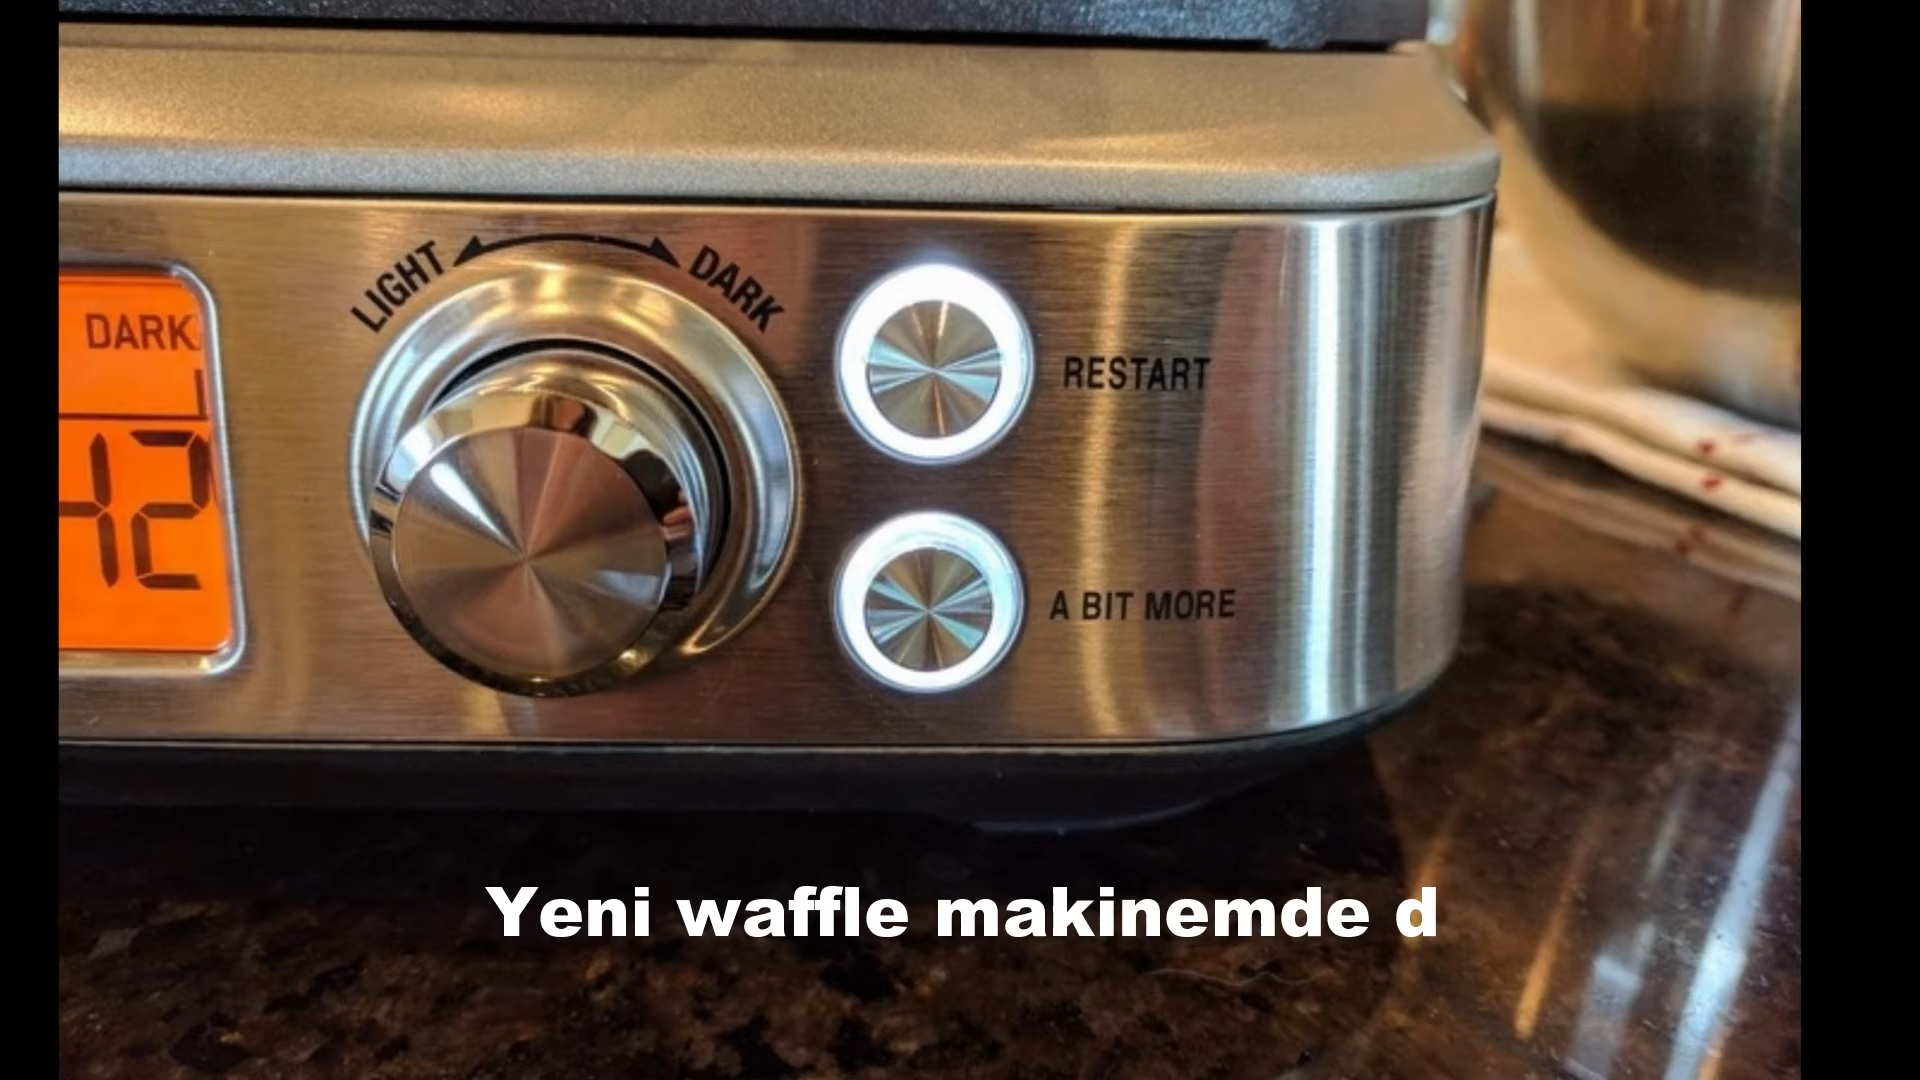 LIGHT DARK
DARK
RESTART
42
A BIT MORE
Yeni waffle makinemde d